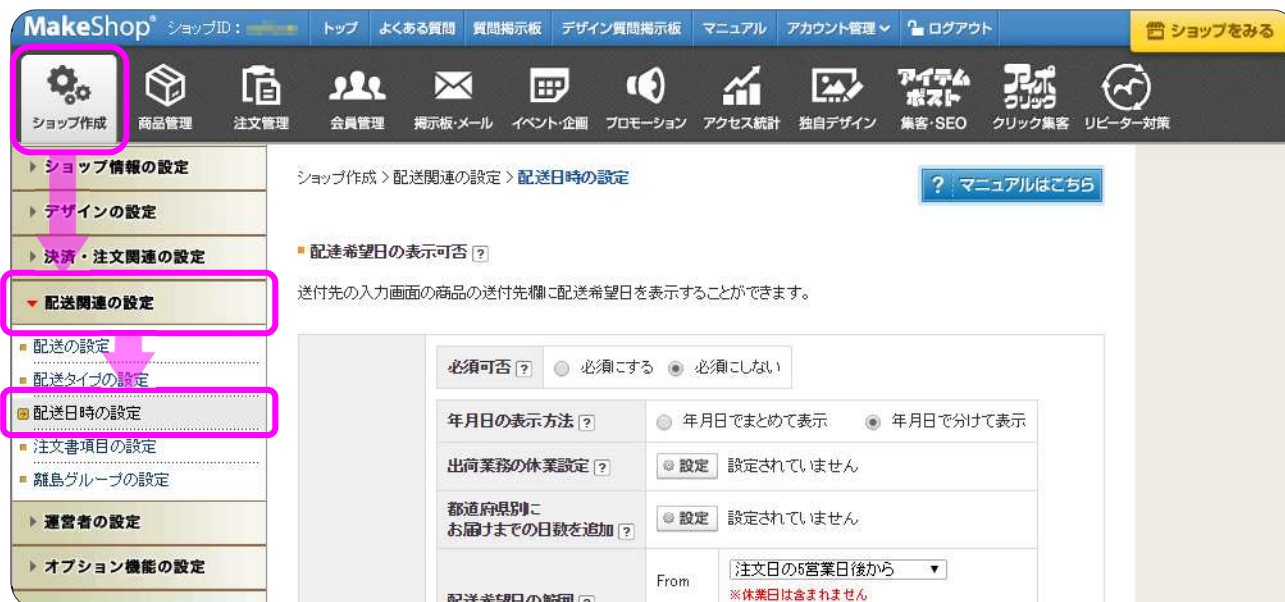 MakeShop® ショップID： トップ よくある質問 質問掲示板 デザイン質問掲示板 マニュアル アカウント管理 ログアウト ショップをみる
ショップ作成 商品管理 注文管理 会員管理 掲示板・メール イベント・企画 プロモーション アクセス統計 独自デザイン アイテムポスト 集客・SEO アポクリック クリック集客 リピーター対策
ショップ情報の設定
デザインの設定
決済・注文関連の設定
配送関連の設定
配送の設定
配送タイプの設定
配送日時の設定
注文書項目の設定
離島グループの設定
運営者の設定
オプション機能の設定
ショップ作成 > 配送関連の設定 > 配送日時の設定
? マニュアルはこちら
配達希望日の表示可否 ?
送付先の入力画面の商品の送付先欄に配送希望日を表示することができます。
必須可否 ? 必須にする 必須にしない
年月日の表示方法 ? 年月日でまとめて表示 年月日で分けて表示
出荷業務の休業設定 ? 設定 設定されていません
都道府県別に
お届けまでの日数を追加 ? 設定 設定されていません
配送希望日の範囲 ? From 注文日の5営業日後から
※休業日は含まれません